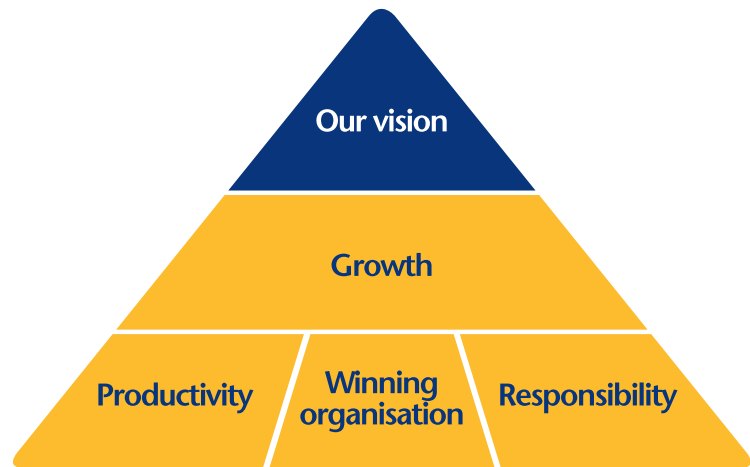 Our vision
Growth
Productivity
Winning
organisation
Responsibility